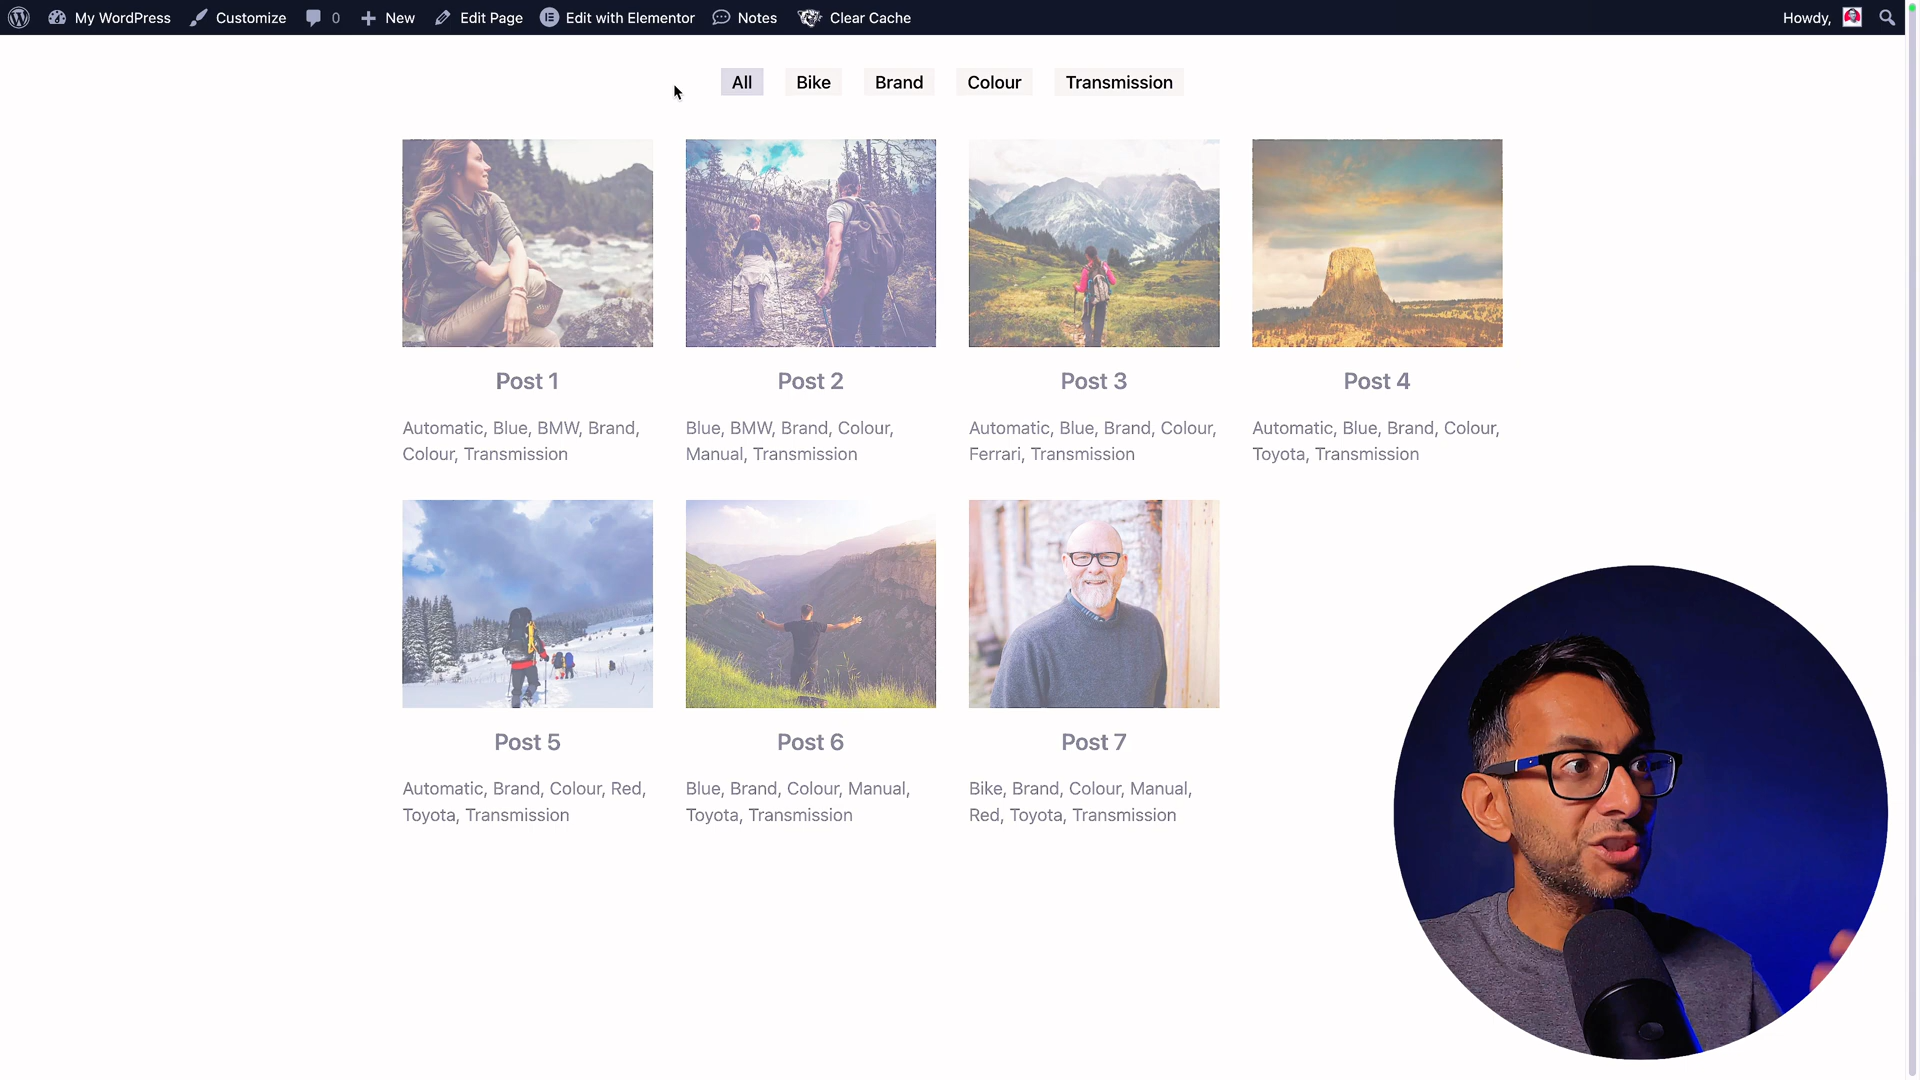 My WordPress Customize 0 New Edit Page Edit with Elementor Notes Clear Cache Howdy,
All Bike Brand Colour Transmission
Post 1
Automatic, Blue, BMW, Brand,
Colour, Transmission
Post 2
Blue, BMW, Brand, Colour,
Manual, Transmission
Post 3
Automatic, Blue, Brand, Colour,
Ferrari, Transmission
Post 4
Automatic, Blue, Brand, Colour,
Toyota, Transmission
Post 5
Automatic, Brand, Colour, Red,
Toyota, Transmission
Post 6
Blue, Brand, Colour, Manual,
Toyota, Transmission
Post 7
Bike, Brand, Colour, Manual,
Red, Toyota, Transmission